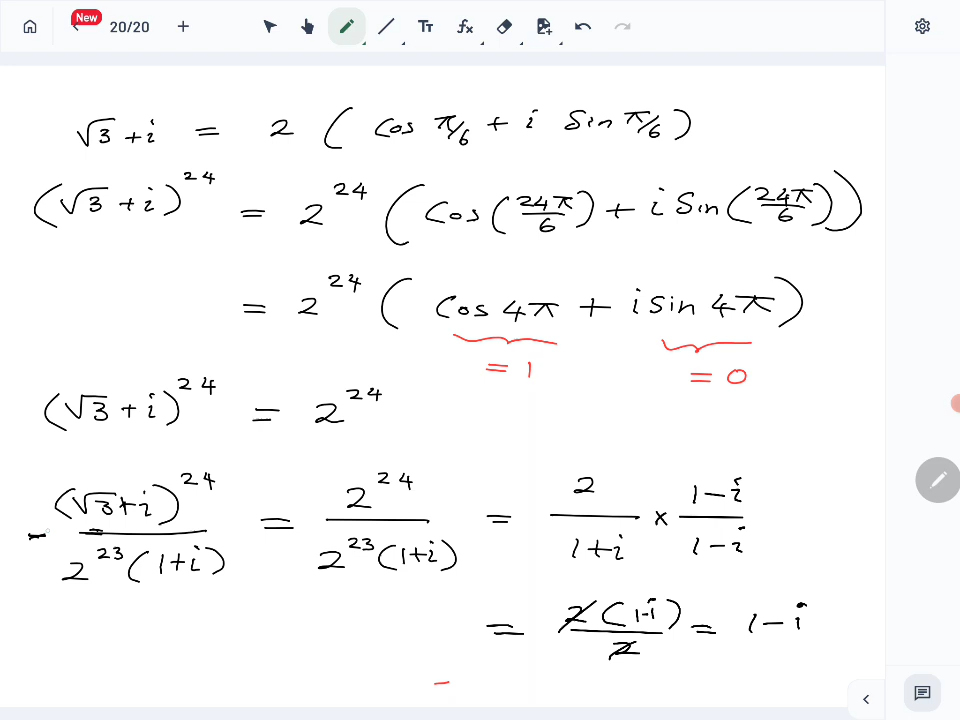 New
20/20
Tт
fx
√3 + i = 2 ( cos π/6 + i Sin π/6 )
(√3 + i)^24 = 2^24 ( cos(24π/6) + i Sin(24π/6) )
= 2^24 ( cos 4π + i sin 4π )
= 1 = 0
(√3 + i)^24 = 2^24
(√3+i)^24 / 2^23 (1+i) = 2^24 / 2^23 (1+i) = 2 / 1+i × 1-i / 1-i
= 2 (1-i) / 2 = 1 - i